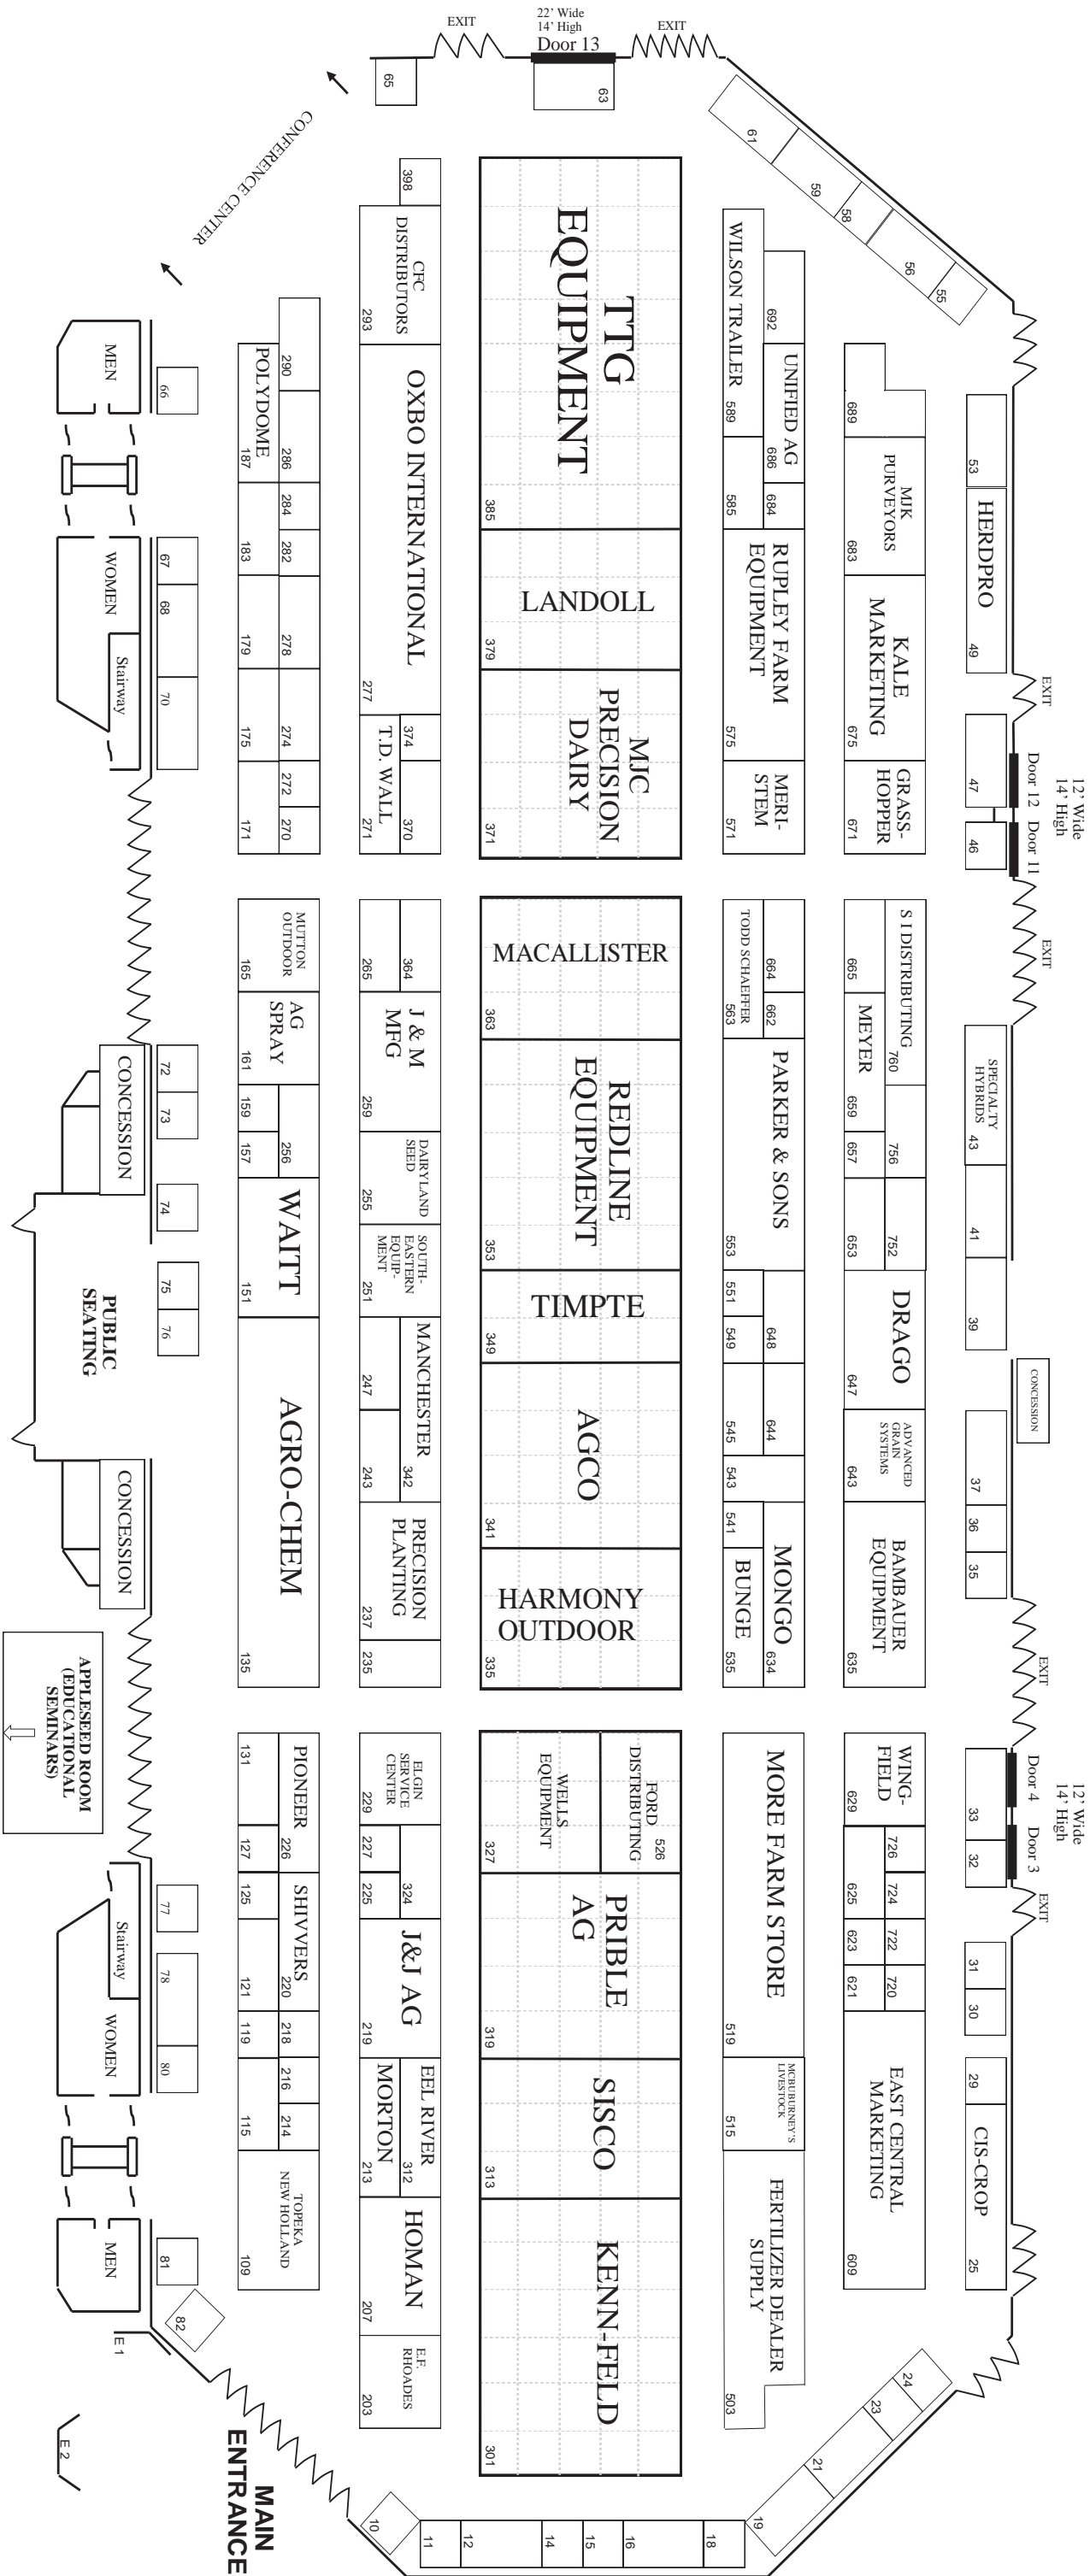 EXIT
22' Wide
14' High
Door 13
EXIT
65
63
CONFERENCE CENTER
61
59
58
56
55
398
CFC
DISTRIBUTORS
293
TTG
EQUIPMENT
385
WILSON TRAILER
589
692
UNIFIED AG
686
684
585
689
MJK
PURVEYORS
683
53
HERDPRO
49
EXIT
MEN
66
290
POLYDOME
187
286
284
282
183
OXBO INTERNATIONAL
277
WOMEN
67
68
Stairway
70
278
179
274
175
272
270
171
374
T.D. WALL
271
370
LANDOLL
379
MJC
PRECISION
DAIRY
371
RUPLEY FARM
EQUIPMENT
575
MERI-
STEM
571
KALE
MARKETING
675
GRASS-
HOPPER
671
47
46
Door 12
Door 11
12' Wide
14' High
EXIT
MUTTON
OUTDOOR
165
AG
SPRAY
161
159
157
256
265
364
J & M
MFG
259
DAIRYLAND
SEED
255
MACALLISTER
363
REDLINE
EQUIPMENT
353
TODD SCHAEFFER
563
664
662
PARKER & SONS
553
S I DISTRIBUTING
760
665
MEYER
659
657
756
653
752
SPECIALTY
HYBRIDS
43
41
39
CONCESSION
72
73
74
75
76
PUBLIC
SEATING
WAITT
151
SOUTH-
EASTERN
EQUIP-
MENT
251
TIMPTE
349
551
549
648
DRAGO
647
CONCESSION
AGRO-CHEM
135
MANCHESTER
342
247
243
AGCO
341
545
644
543
ADVANCED
GRAIN
SYSTEMS
643
37
36
35
CONCESSION
PRECISION
PLANTING
237
235
HARMONY
OUTDOOR
335
541
BUNGE
535
MONGO
634
BAMBAUER
EQUIPMENT
635
EXIT
APPLESEED ROOM
(EDUCATIONAL
SEMINARS)
131
PIONEER
226
127
125
SHIVVERS
220
121
ELGIN
SERVICE
CENTER
229
227
225
324
J&J AG
219
WELLS
EQUIPMENT
327
FORD
DISTRIBUTING
526
PRIBLE
AG
319
MORE FARM STORE
519
WING-
FIELD
629
726
724
625
722
623
720
621
33
32
Door 4
Door 3
12' Wide
14' High
EXIT
31
30
77
Stairway
78
WOMEN
80
119
218
216
214
115
EEL RIVER
312
MORTON
213
SISCO
313
MCBUBURNEY'S
LIVESTOCK
515
EAST CENTRAL
MARKETING
609
29
CIS-CROP
25
MEN
81
82
E 1
E 2
TOPEKA
NEW HOLLAND
109
HOMAN
207
E.F.
RHOADES
203
KENN-FELD
301
FERTILIZER DEALER
SUPPLY
503
24
23
21
19
MAIN
ENTRANCE
10
11
12
14
15
16
18